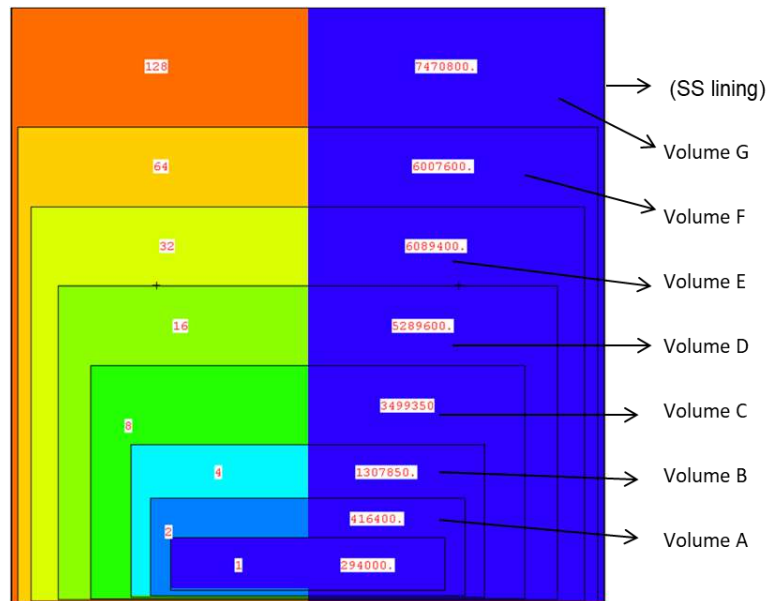 128 7470800. (SS lining)
Volume G
64 6007600.
Volume F
32 6089400.
Volume E
16 5289600.
Volume D
8 3499350
Volume C
4 1307850.
Volume B
2 416400.
Volume A
1 294000.